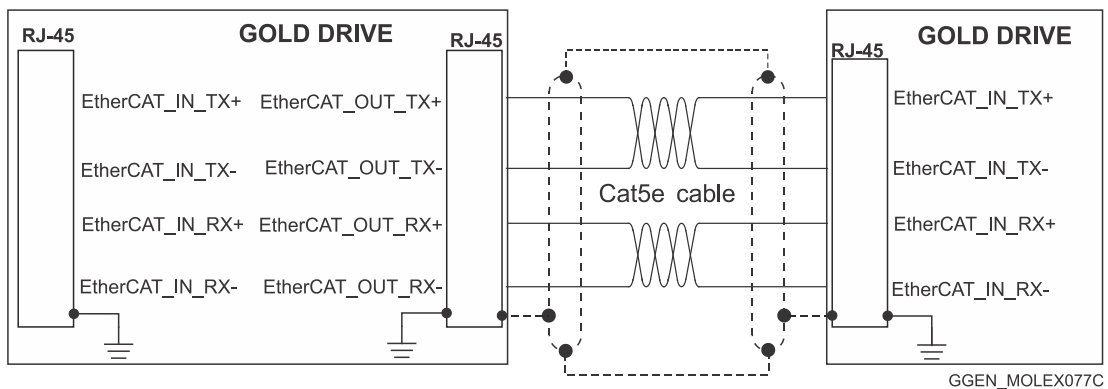 GOLD DRIVE
RJ-45
RJ-45
EtherCAT_IN_TX+
EtherCAT_OUT_TX+
EtherCAT_IN_TX-
EtherCAT_OUT_TX-
EtherCAT_IN_RX+
EtherCAT_OUT_RX+
EtherCAT_IN_RX-
EtherCAT_OUT_RX-
Cat5e cable
GOLD DRIVE
RJ-45
EtherCAT_IN_TX+
EtherCAT_IN_TX-
EtherCAT_IN_RX+
EtherCAT_IN_RX-
GGEN_MOLEX077C